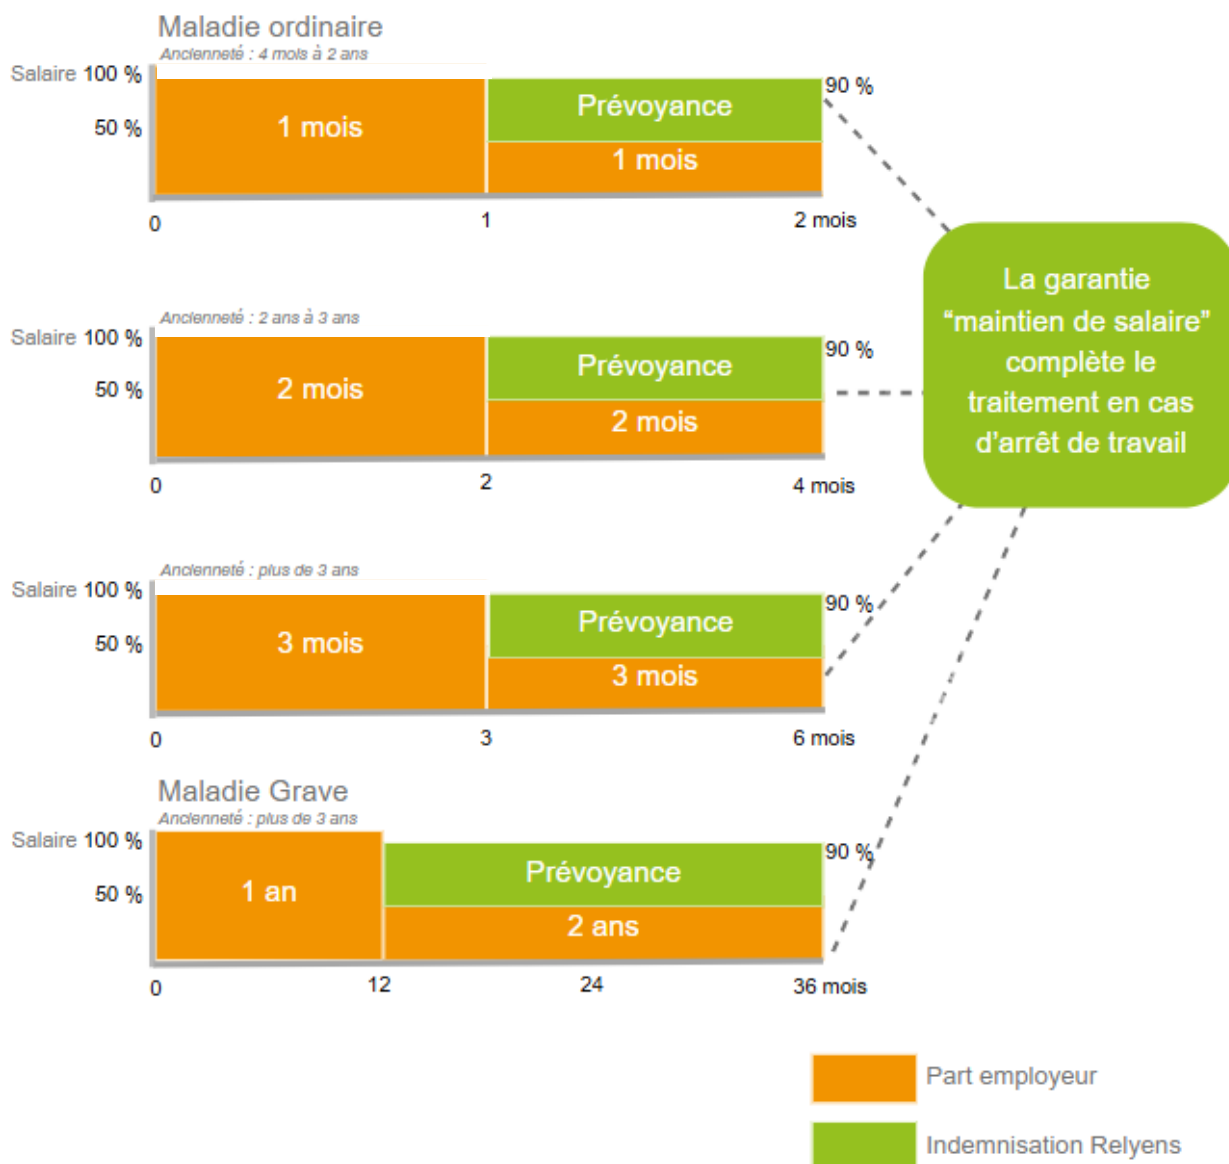 Maladie ordinaire
Ancienneté : 4 mois à 2 ans
Salaire 100 %
50 %
1 mois
Prévoyance
1 mois
90 %
0
1
2 mois
Ancienneté : 2 ans à 3 ans
Salaire 100 %
50 %
2 mois
Prévoyance
2 mois
90 %
0
2
4 mois
La garantie
“maintien de salaire”
complète le
traitement en cas
d’arrêt de travail
Ancienneté : plus de 3 ans
Salaire 100 %
50 %
3 mois
Prévoyance
3 mois
90 %
0
3
6 mois
Maladie Grave
Ancienneté : plus de 3 ans
Salaire 100 %
50 %
1 an
Prévoyance
2 ans
90 %
0
12
24
36 mois
Part employeur
Indemnisation Relyens